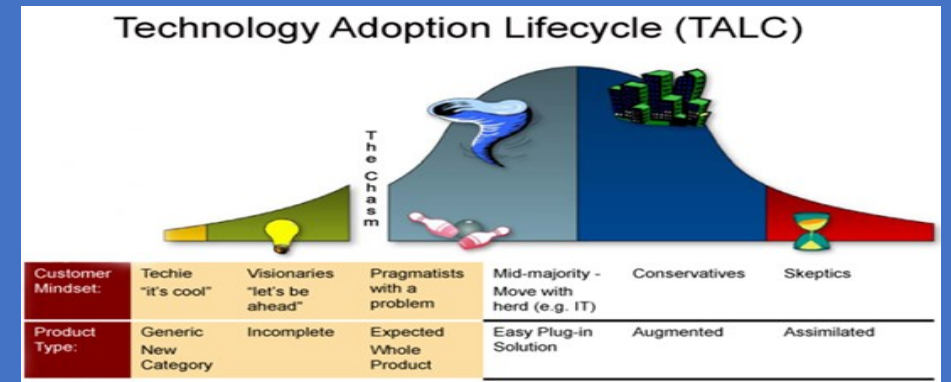 Technology Adoption Lifecycle (TALC)
The Chasm
Customer Mindset:
Techie "it's cool"
Visionaries "let's be ahead"
Pragmatists with a problem
Mid-majority - Move with herd (e.g. IT)
Conservatives
Skeptics
Product Type:
Generic New Category
Incomplete
Expected Whole Product
Easy Plug-in Solution
Augmented
Assimilated